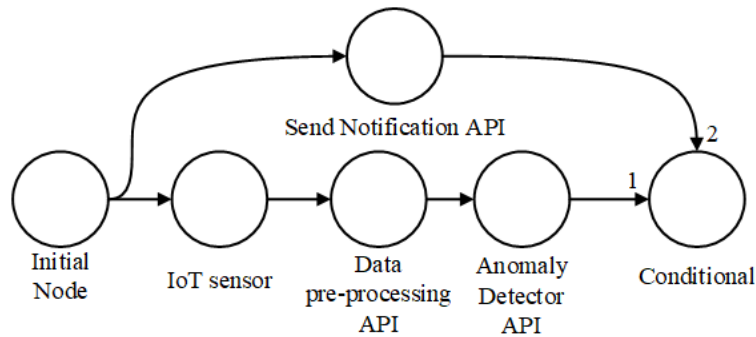 Send Notification API
2
1
Initial
Node
IoT sensor
Data
pre-processing
API
Anomaly
Detector
API
Conditional